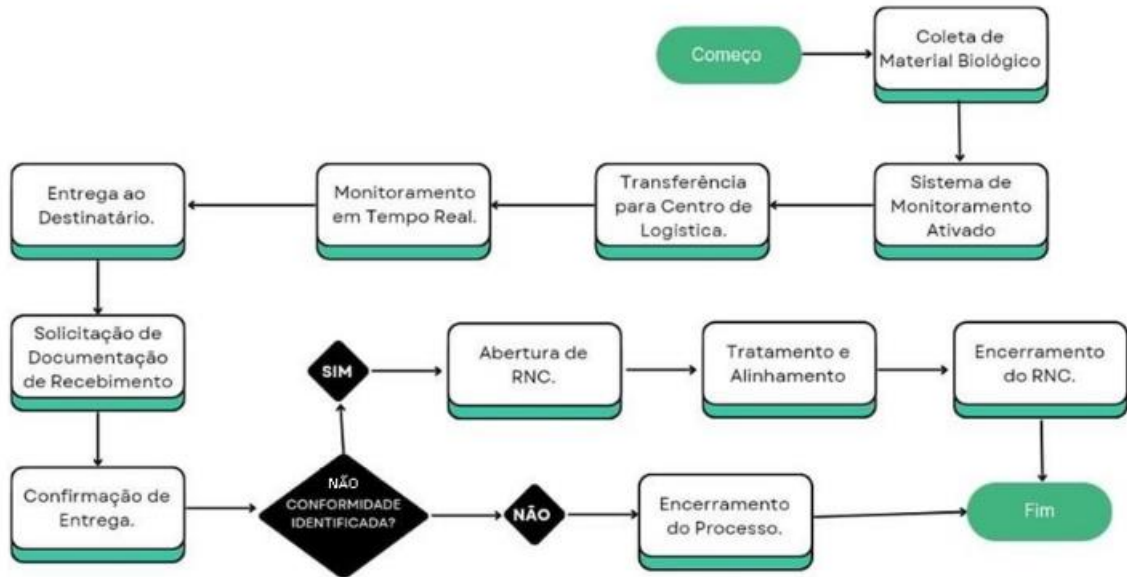 Começo
Coleta de
Material Biológico
Sistema de
Monitoramento
Ativado
Transferência
para Centro de
Logística.
Monitoramento
em Tempo Real.
Entrega ao
Destinatário.
Solicitação de
Documentação
de Recebimento
Confirmação de
Entrega.
NÃO
CONFORMIDADE
IDENTIFICADA?
SIM
Abertura de
RNC.
Tratamento e
Alinhamento
Encerramento
do RNC.
NÃO
Encerramento
do Processo.
Fim